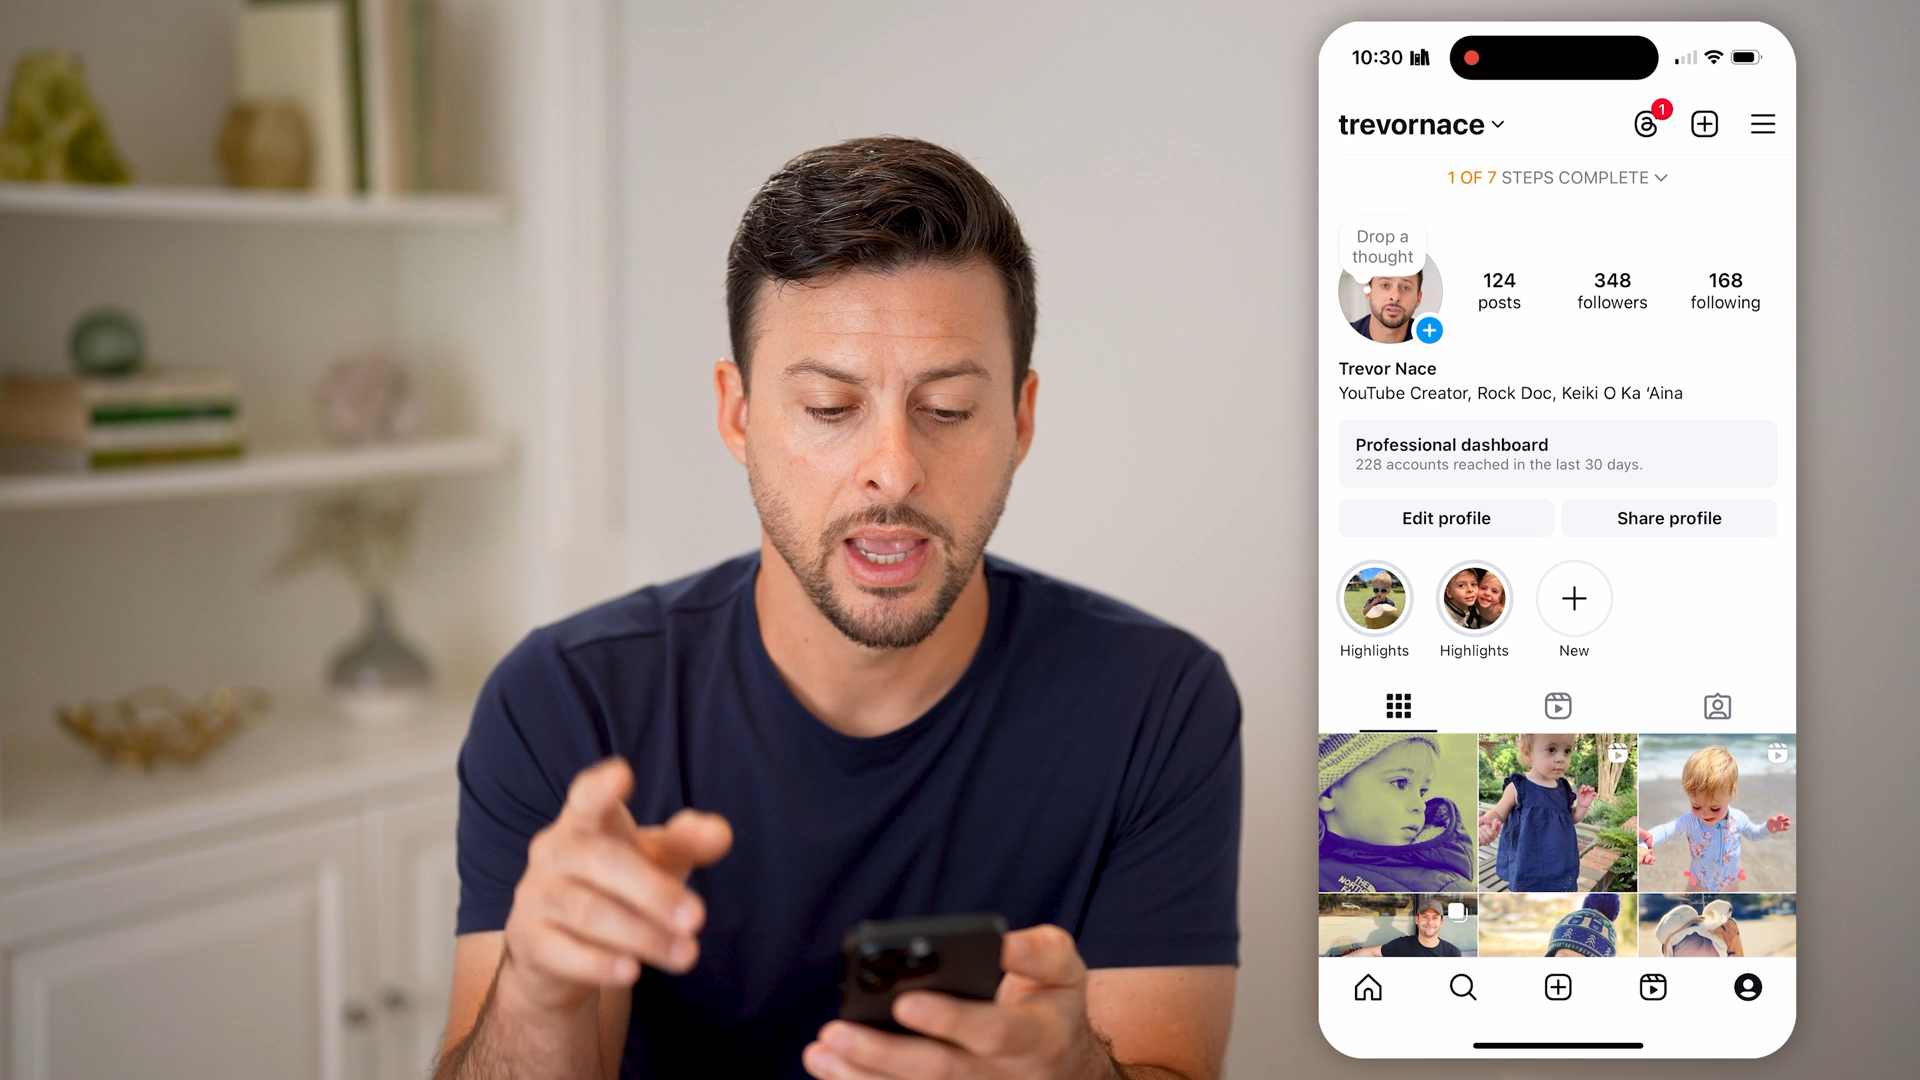 10:30
trevornace
1
1 OF 7 STEPS COMPLETE
Drop a
thought
124
posts
348
followers
168
following
Trevor Nace
YouTube Creator, Rock Doc, Keiki O Ka ‘Aina
Professional dashboard
228 accounts reached in the last 30 days.
Edit profile
Share profile
Highlights
Highlights
New
THE
NORTH